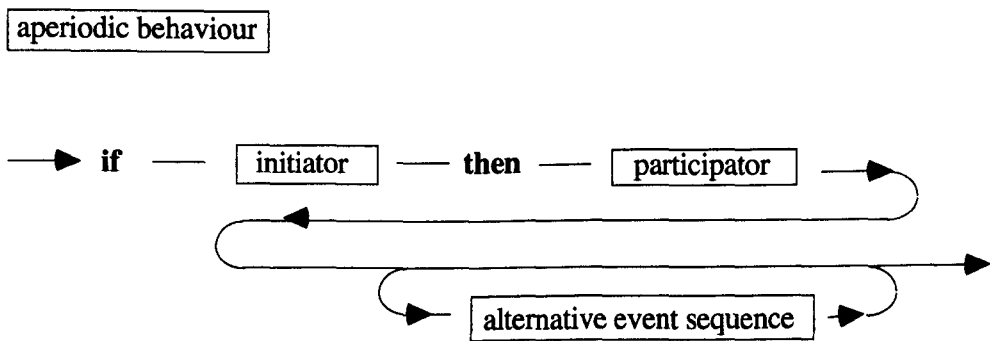 aperiodic behaviour
if initiator then participator
alternative event sequence